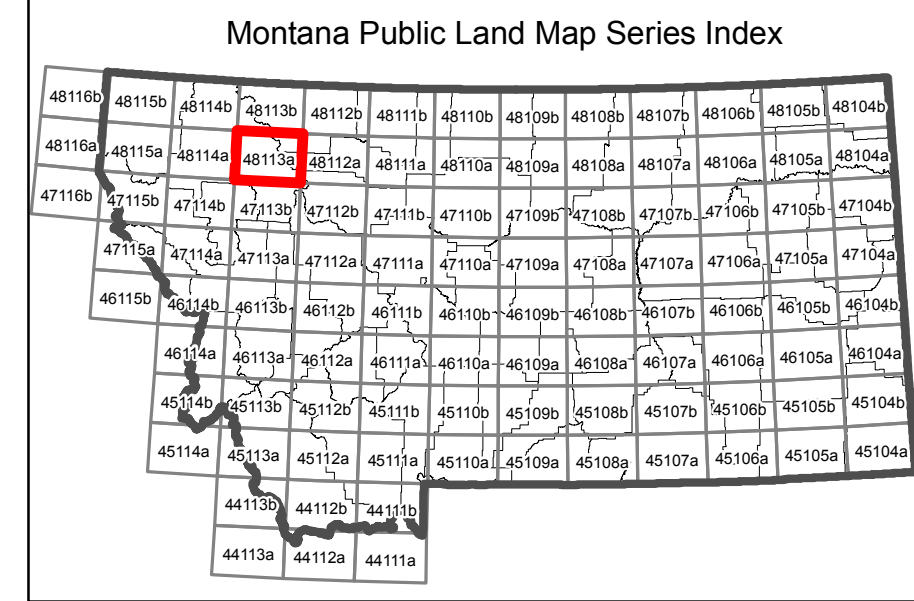 Montana Public Land Map Series Index
48116b 48115b 48114b 48113b 48112b 48111b 48110b 48109b 48108b 48107b 48106b 48105b 48104b
48116a 48115a 48114a 48113a 48112a 48111a 48110a 48109a 48108a 48107a 48106a 48105a 48104a
47116b 47115b 47114b 47113b 47112b 47111b 47110b 47109b 47108b 47107b 47106b 47105b 47104b
47115a 47114a 47113a 47112a 47111a 47110a 47109a 47108a 47107a 47106a 47105a 47104a
46115b 46114b 46113b 46112b 46111b 46110b 46109b 46108b 46107b 46106b 46105b 46104b
46114a 46113a 46112a 46111a 46110a 46109a 46108a 46107a 46106a 46105a 46104a
45114b 45113b 45112b 45111b 45110b 45109b 45108b 45107b 45106b 45105b 45104b
45114a 45113a 45112a 45111a 45110a 45109a 45108a 45107a 45106a 45105a 45104a
44113b 44112b 44111b
44113a 44112a 44111a